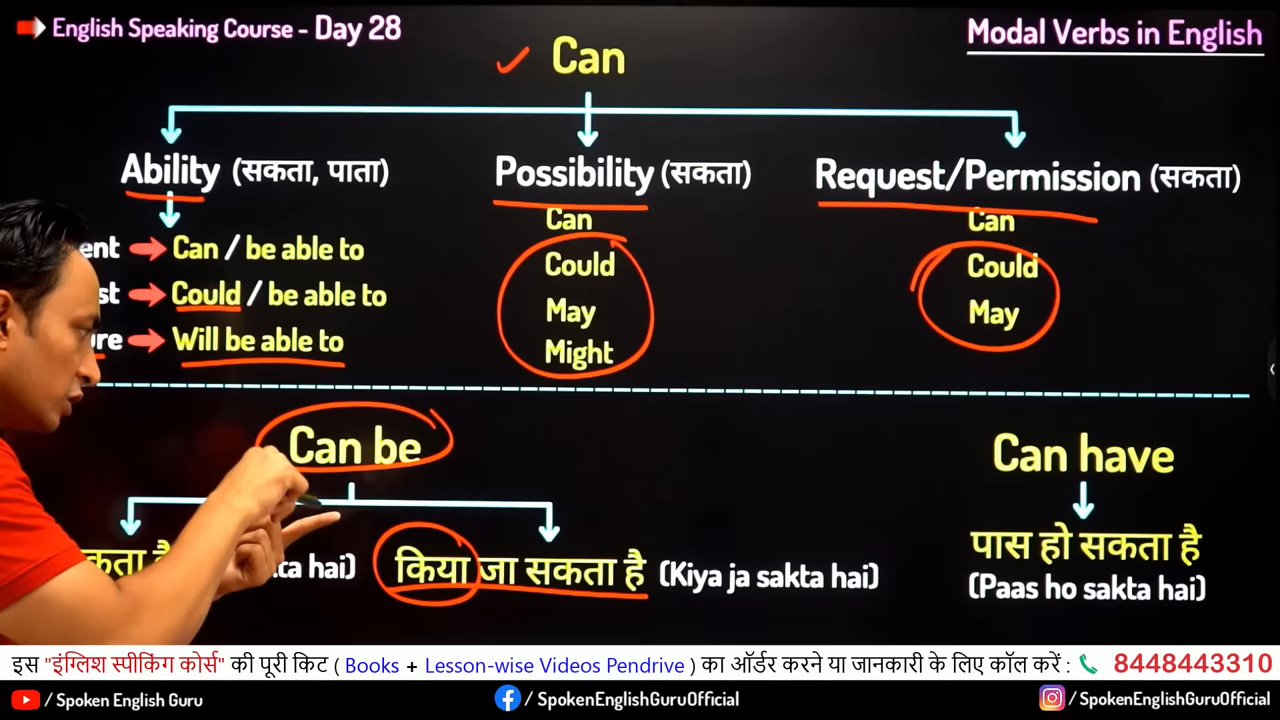 English Speaking Course - Day 28
Modal Verbs in English
Can
Ability (सकता, पाता)
Possibility (सकता)
Request/Permission (सकता)
Can / be able to
Could / be able to
Will be able to
Can
Could
May
Might
Can
Could
May
Can be
किया जा सकता है (Kiya ja sakta hai)
hai)
Can have
पास हो सकता है
(Paas ho sakta hai)
इस "इंग्लिश स्पीकिंग कोर्स" की पूरी किट ( Books + Lesson-wise Videos Pendrive ) का ऑर्डर करने या जानकारी के लिए कॉल करें : 8448443310
/ Spoken English Guru
/ SpokenEnglishGuruOfficial
/ SpokenEnglishGuruOfficial